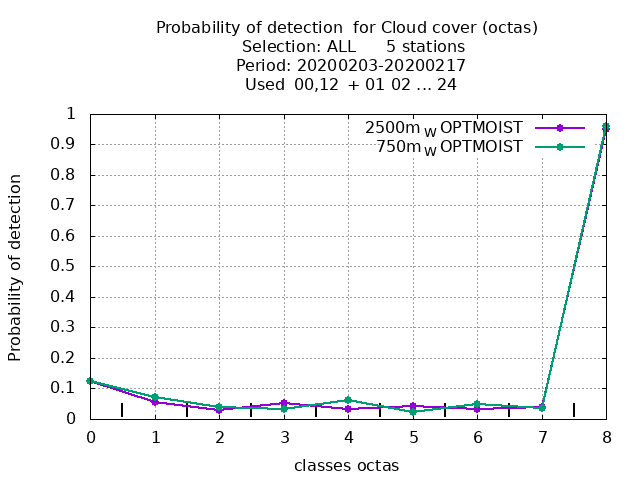 Probability of detection  for Cloud cover (octas)
Selection: ALL      5 stations
Period: 20200203-20200217
Used  00,12  + 01 02 ... 24
2500m W OPTMOIST
750m W OPTMOIST
1
0.9
0.8
0.7
0.6
0.5
0.4
0.3
0.2
0.1
0
Probability of detection
0 1 2 3 4 5 6 7 8
classes octas